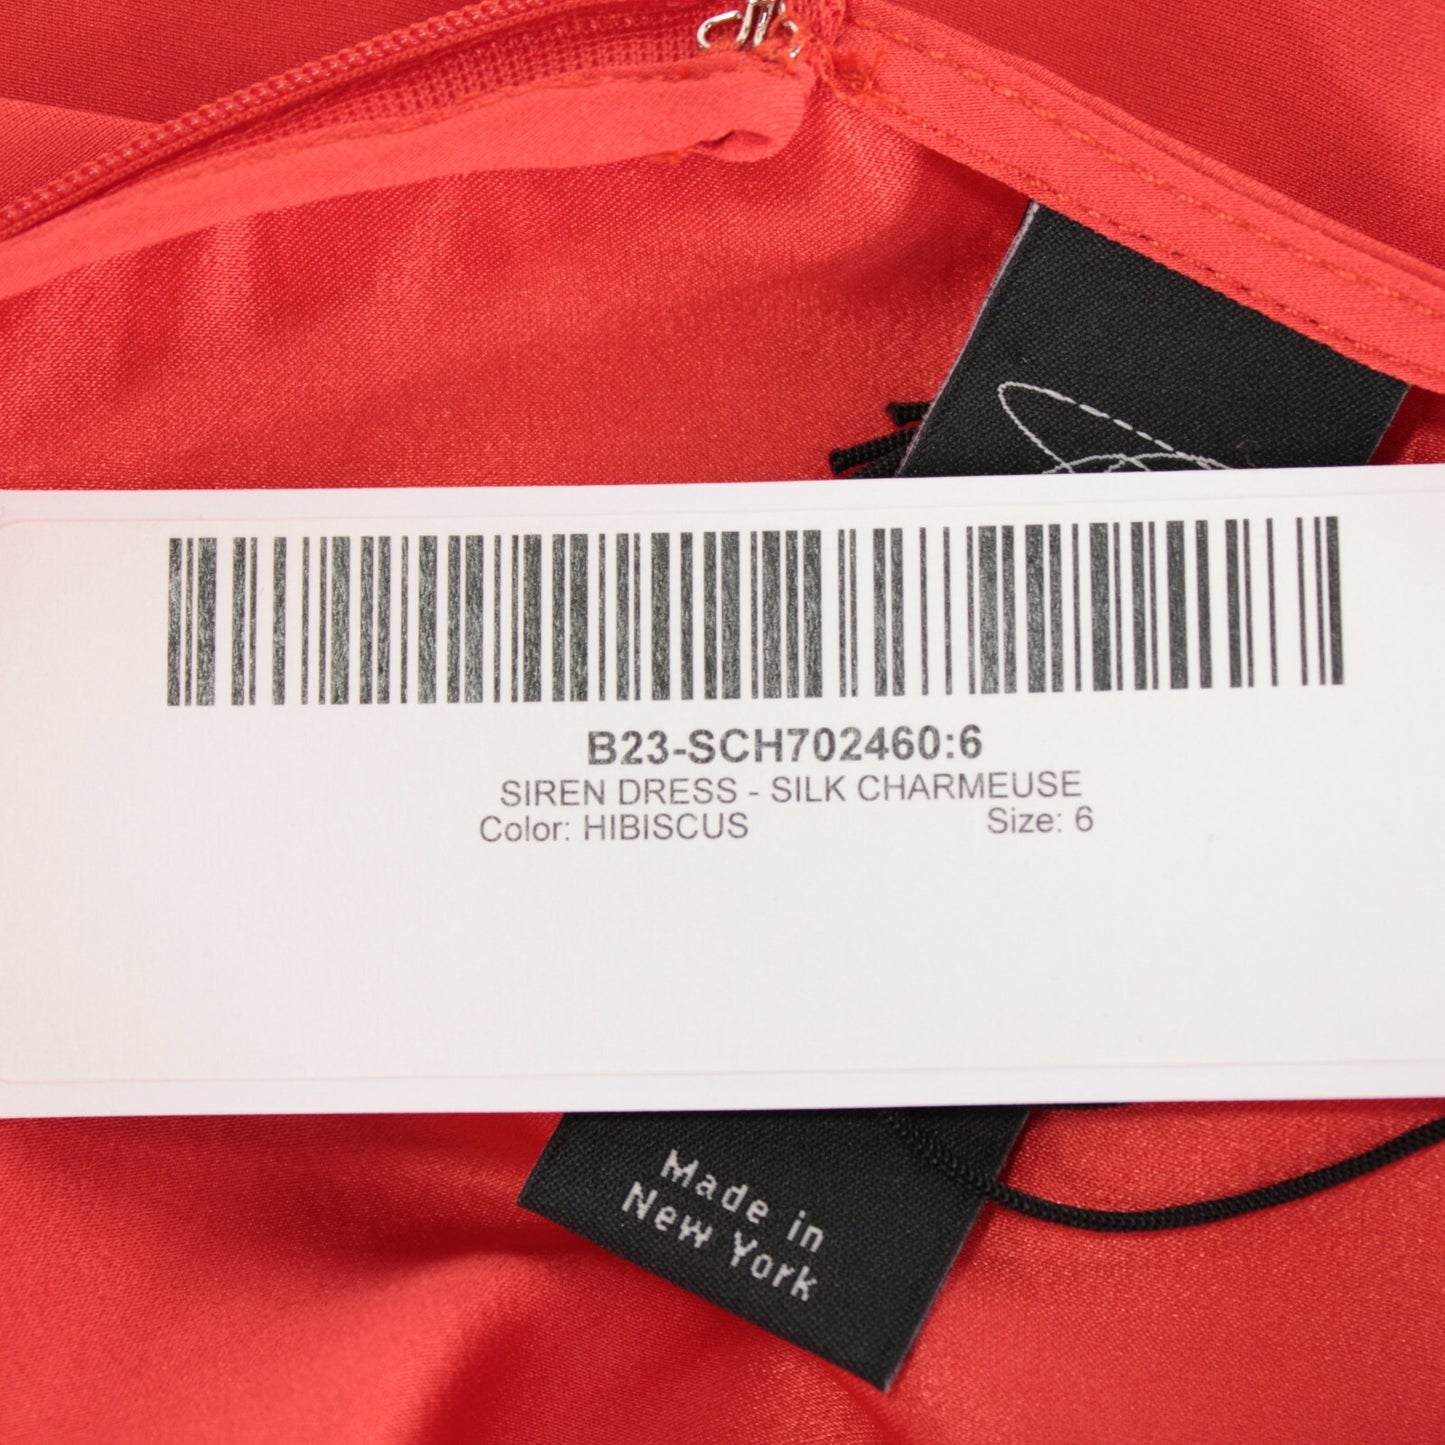 B23-SCH702460:6
SIREN DRESS - SILK CHARMEUSE
Color: HIBISCUS Size: 6
Made in
New York